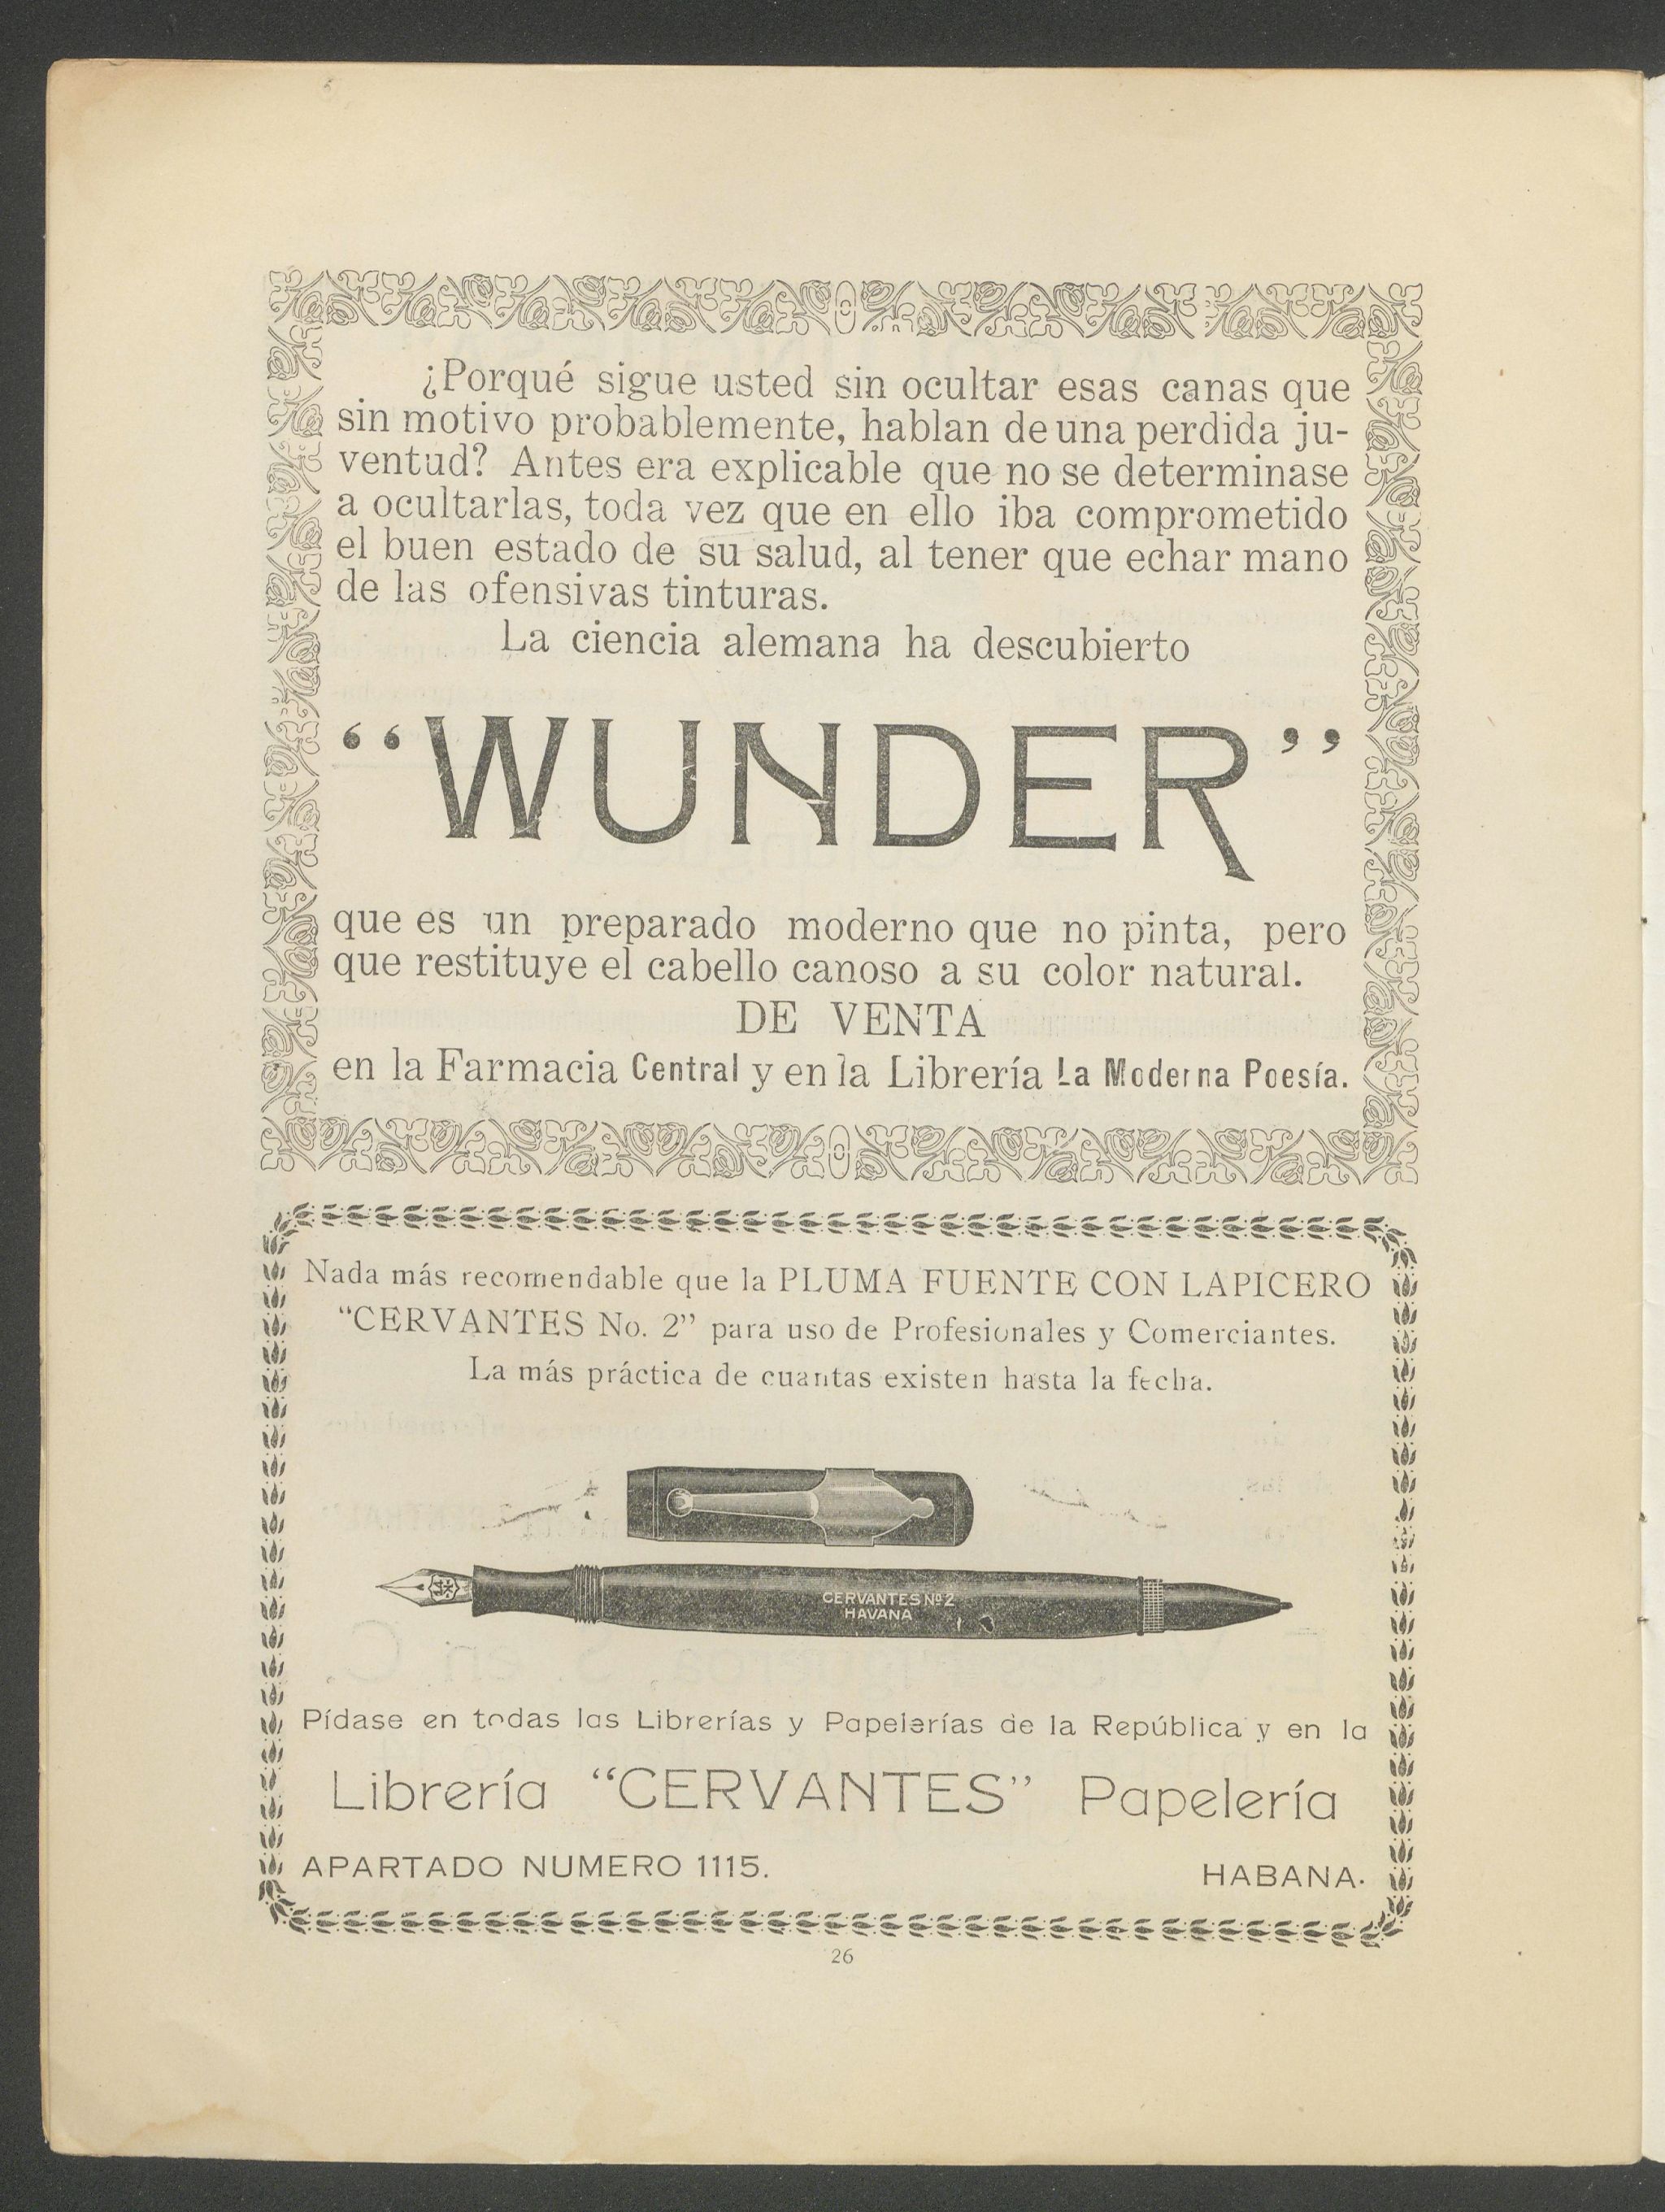 ¿Porqué sigue usted sin ocultar esas canas que
sin motivo probablemente, hablan de una perdida ju-
ventud? Antes era explicable que no se determinase
a ocultarlas, toda vez que en ello iba comprometido
el buen estado de su salud, al tener que echar mano
de las ofensivas tinturas.
La ciencia alemana ha descubierto
“WUNDER”
que es un preparado moderno que no pinta, pero
que restituye el cabello canoso a su color natural.
DE VENTA
en la Farmacia Central y en la Librería La Moderna Poesía.
Nada más recomendable que la PLUMA FUENTE CON LAPICERO
“CERVANTES No. 2” para uso de Profesionales y Comerciantes.
La más práctica de cuantas existen hasta la fecha.
14 K
CERVANTES Nº 2
HAVANA
Pídase en todas las Librerías y Papelerías de la República y en la
Librería “CERVANTES” Papelería
APARTADO NUMERO 1115. HABANA.
26